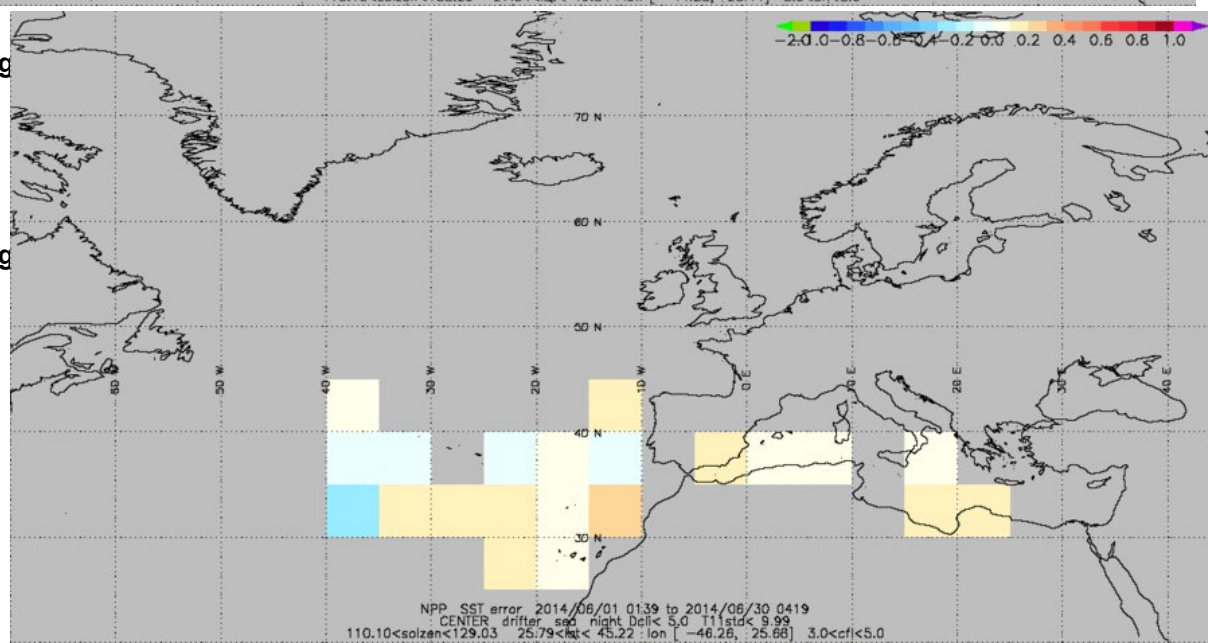 g
g
-2.0 -1.0 -0.8 -0.6 -0.4 -0.2 0.0 0.2 0.4 0.6 0.8 1.0
70 N
60 N
50 N
60 50 W 40 W 30 W 20 W 10 W 0 E 0 E 20 E 30 E 40 E
40 N
30 N
NPP SST error 2014/06/01 0139 to 2014/06/30 0419
CENTER drifter sea night Dcli< 5.0 T11std< 9.99
110.10<solzen<129.03 25.79<lat< 45.22 lon [ -46.26, 25.68] 3.0<cfl<5.0